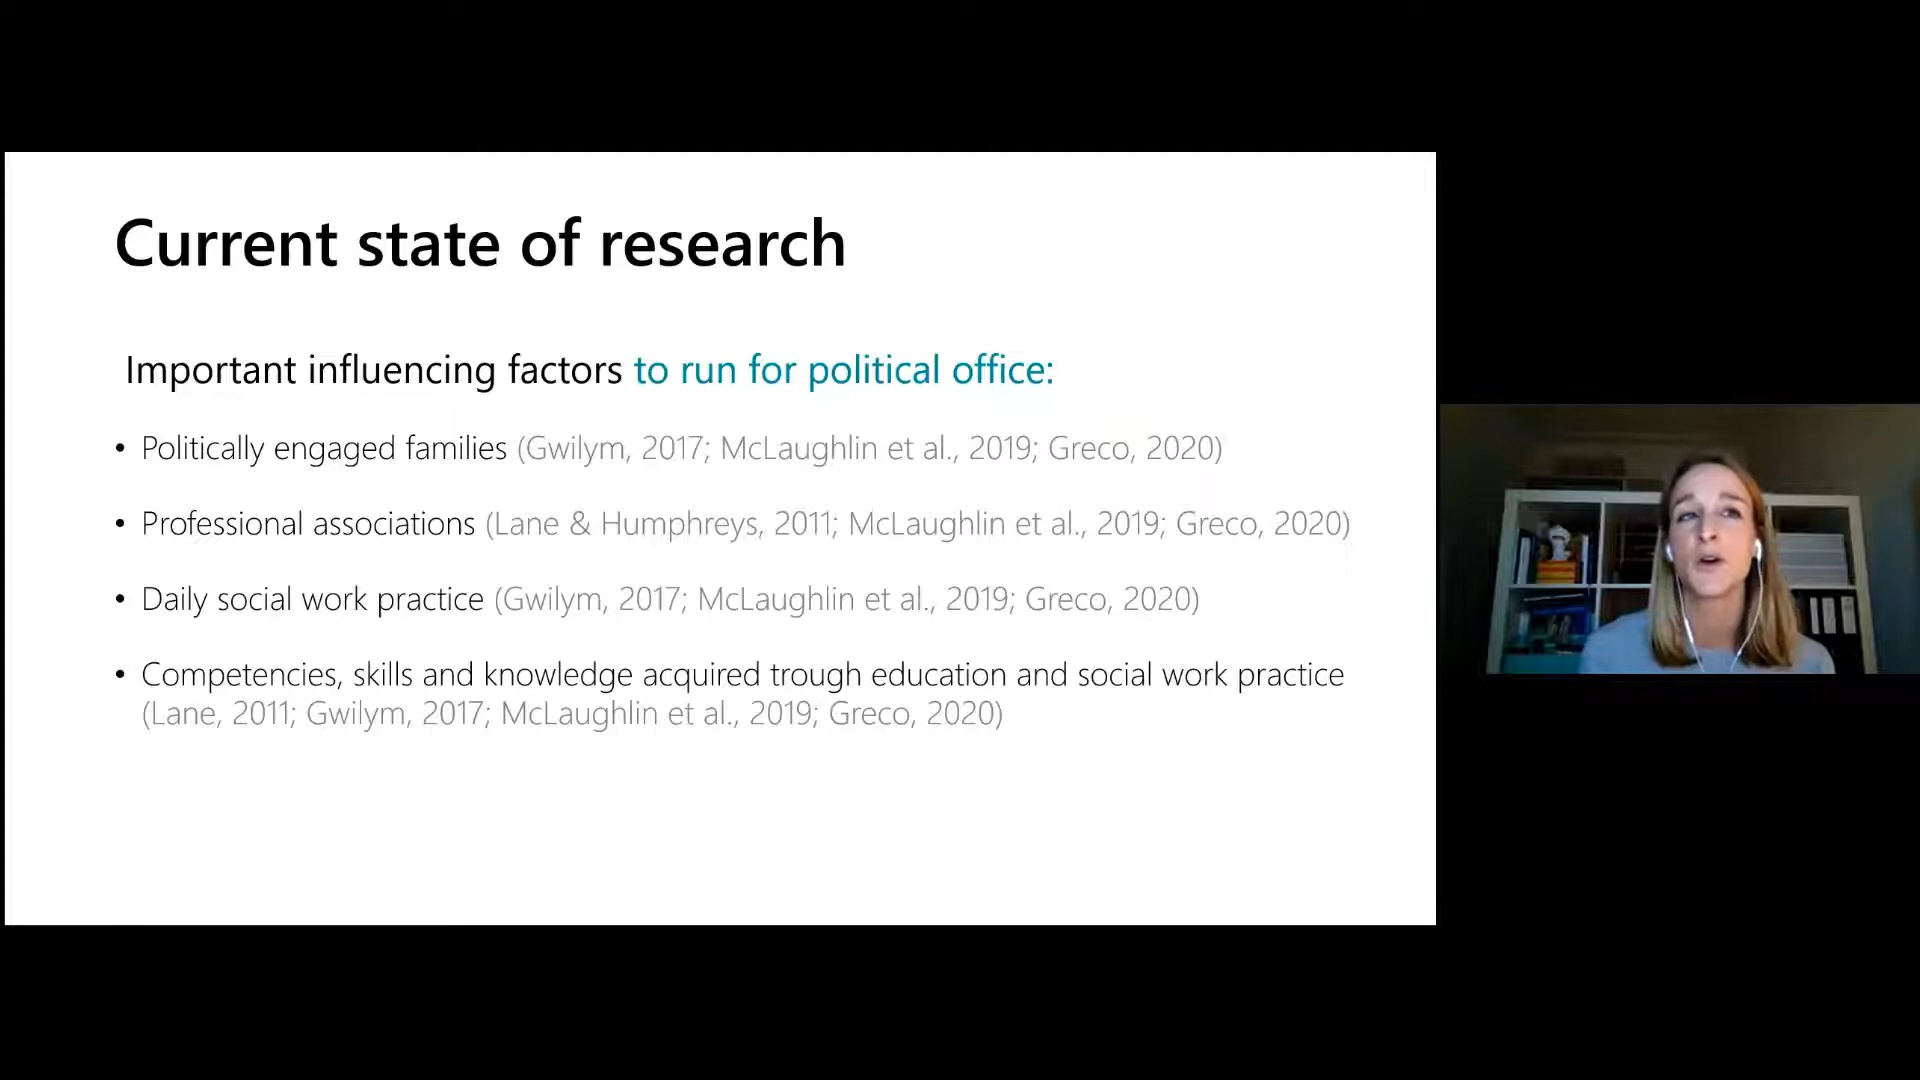 Current state of research
Important influencing factors to run for political office:
• Politically engaged families (Gwilym, 2017; McLaughlin et al., 2019; Greco, 2020)
• Professional associations (Lane & Humphreys, 2011; McLaughlin et al., 2019; Greco, 2020)
• Daily social work practice (Gwilym, 2017; McLaughlin et al., 2019; Greco, 2020)
• Competencies, skills and knowledge acquired trough education and social work practice
(Lane, 2011; Gwilym, 2017; McLaughlin et al., 2019; Greco, 2020)